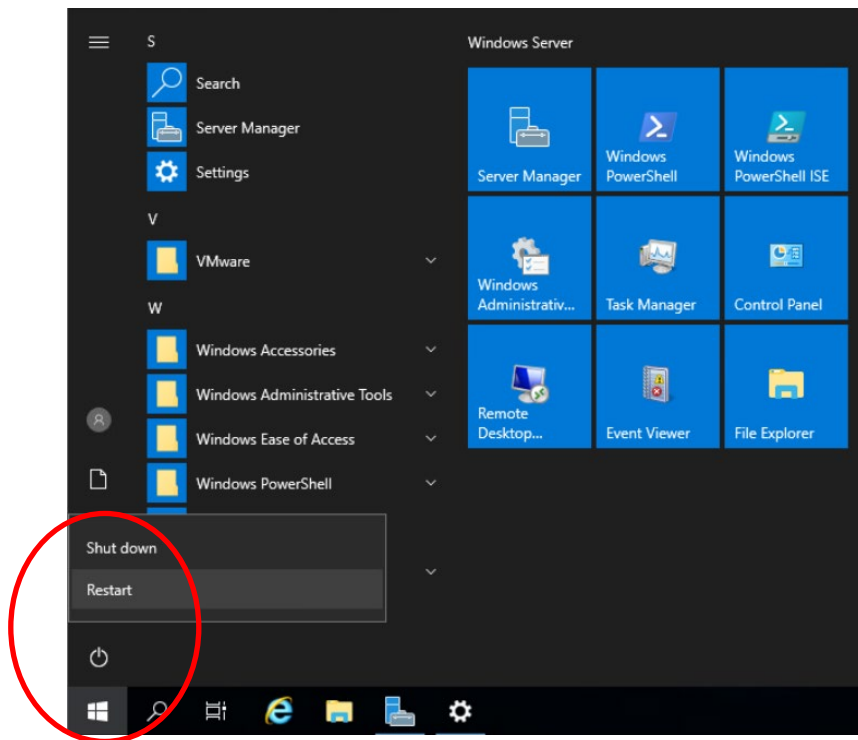 S
Search
Server Manager
Settings
V
VMware
W
Windows Accessories
Windows Administrative Tools
Windows Ease of Access
Windows PowerShell
Shut down
Restart
Windows Server
Server Manager
Windows
PowerShell
Windows
PowerShell ISE
Windows
Administrativ...
Task Manager
Control Panel
Remote
Desktop...
Event Viewer
File Explorer